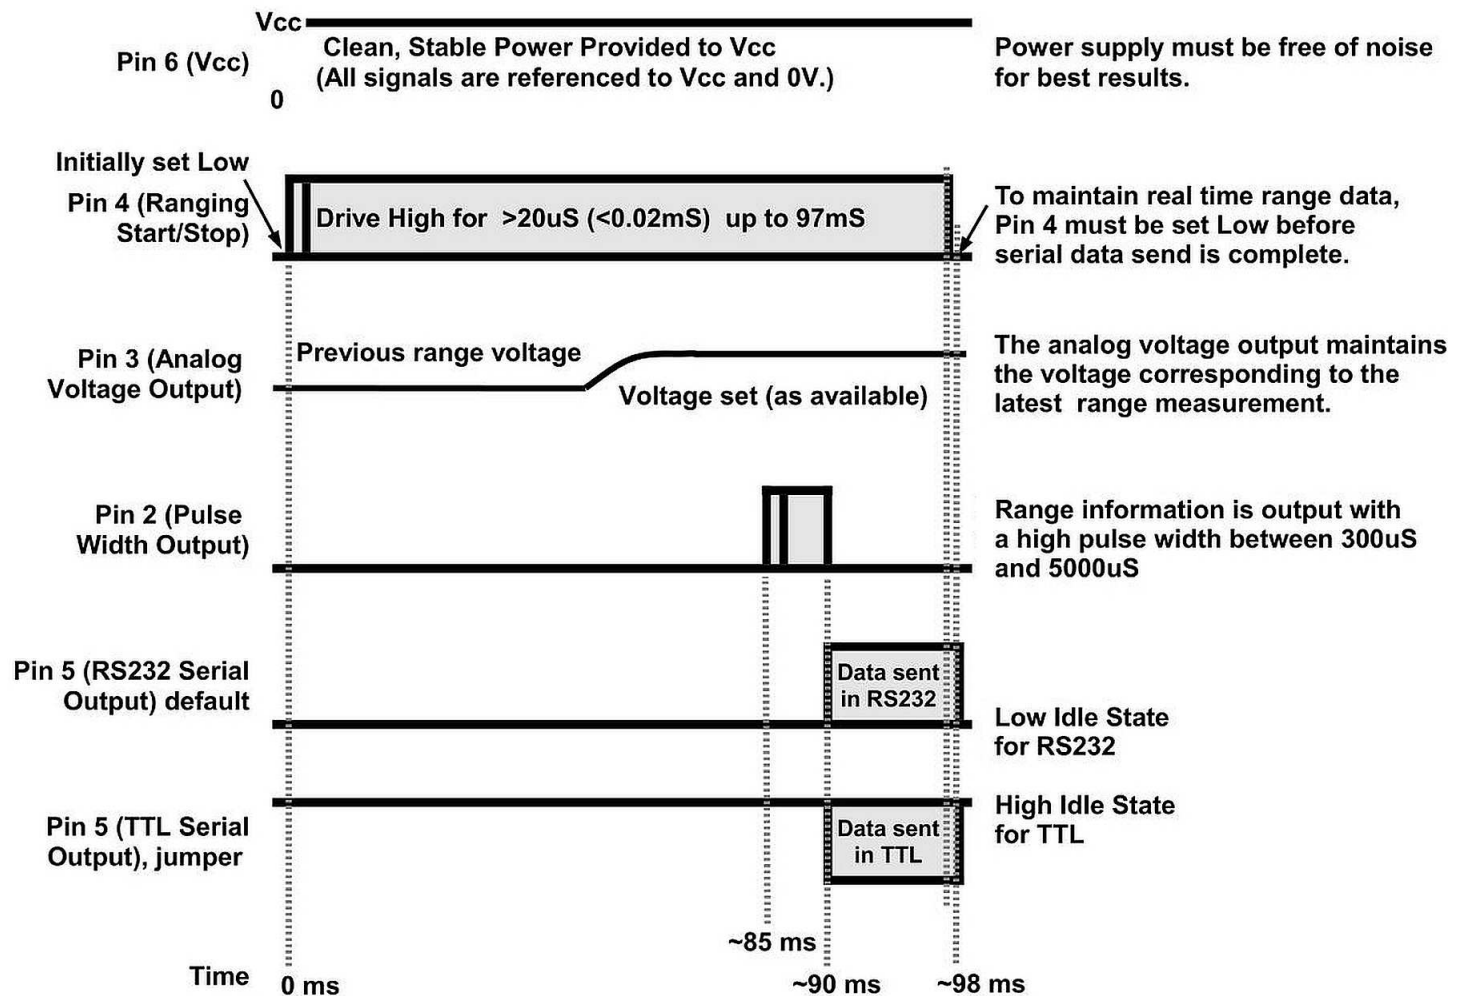 Vcc
Pin 6 (Vcc)
0
Clean, Stable Power Provided to Vcc
(All signals are referenced to Vcc and 0V.)
Power supply must be free of noise
for best results.
Initially set Low
Pin 4 (Ranging
Start/Stop)
Drive High for >20uS (<0.02mS) up to 97mS
To maintain real time range data,
Pin 4 must be set Low before
serial data send is complete.
Pin 3 (Analog
Voltage Output)
Previous range voltage
Voltage set (as available)
The analog voltage output maintains
the voltage corresponding to the
latest range measurement.
Pin 2 (Pulse
Width Output)
Range information is output with
a high pulse width between 300uS
and 5000uS
Pin 5 (RS232 Serial
Output) default
Data sent
in RS232
Low Idle State
for RS232
Pin 5 (TTL Serial
Output), jumper
Data sent
in TTL
High Idle State
for TTL
Time
0 ms
~85 ms
~90 ms
~98 ms